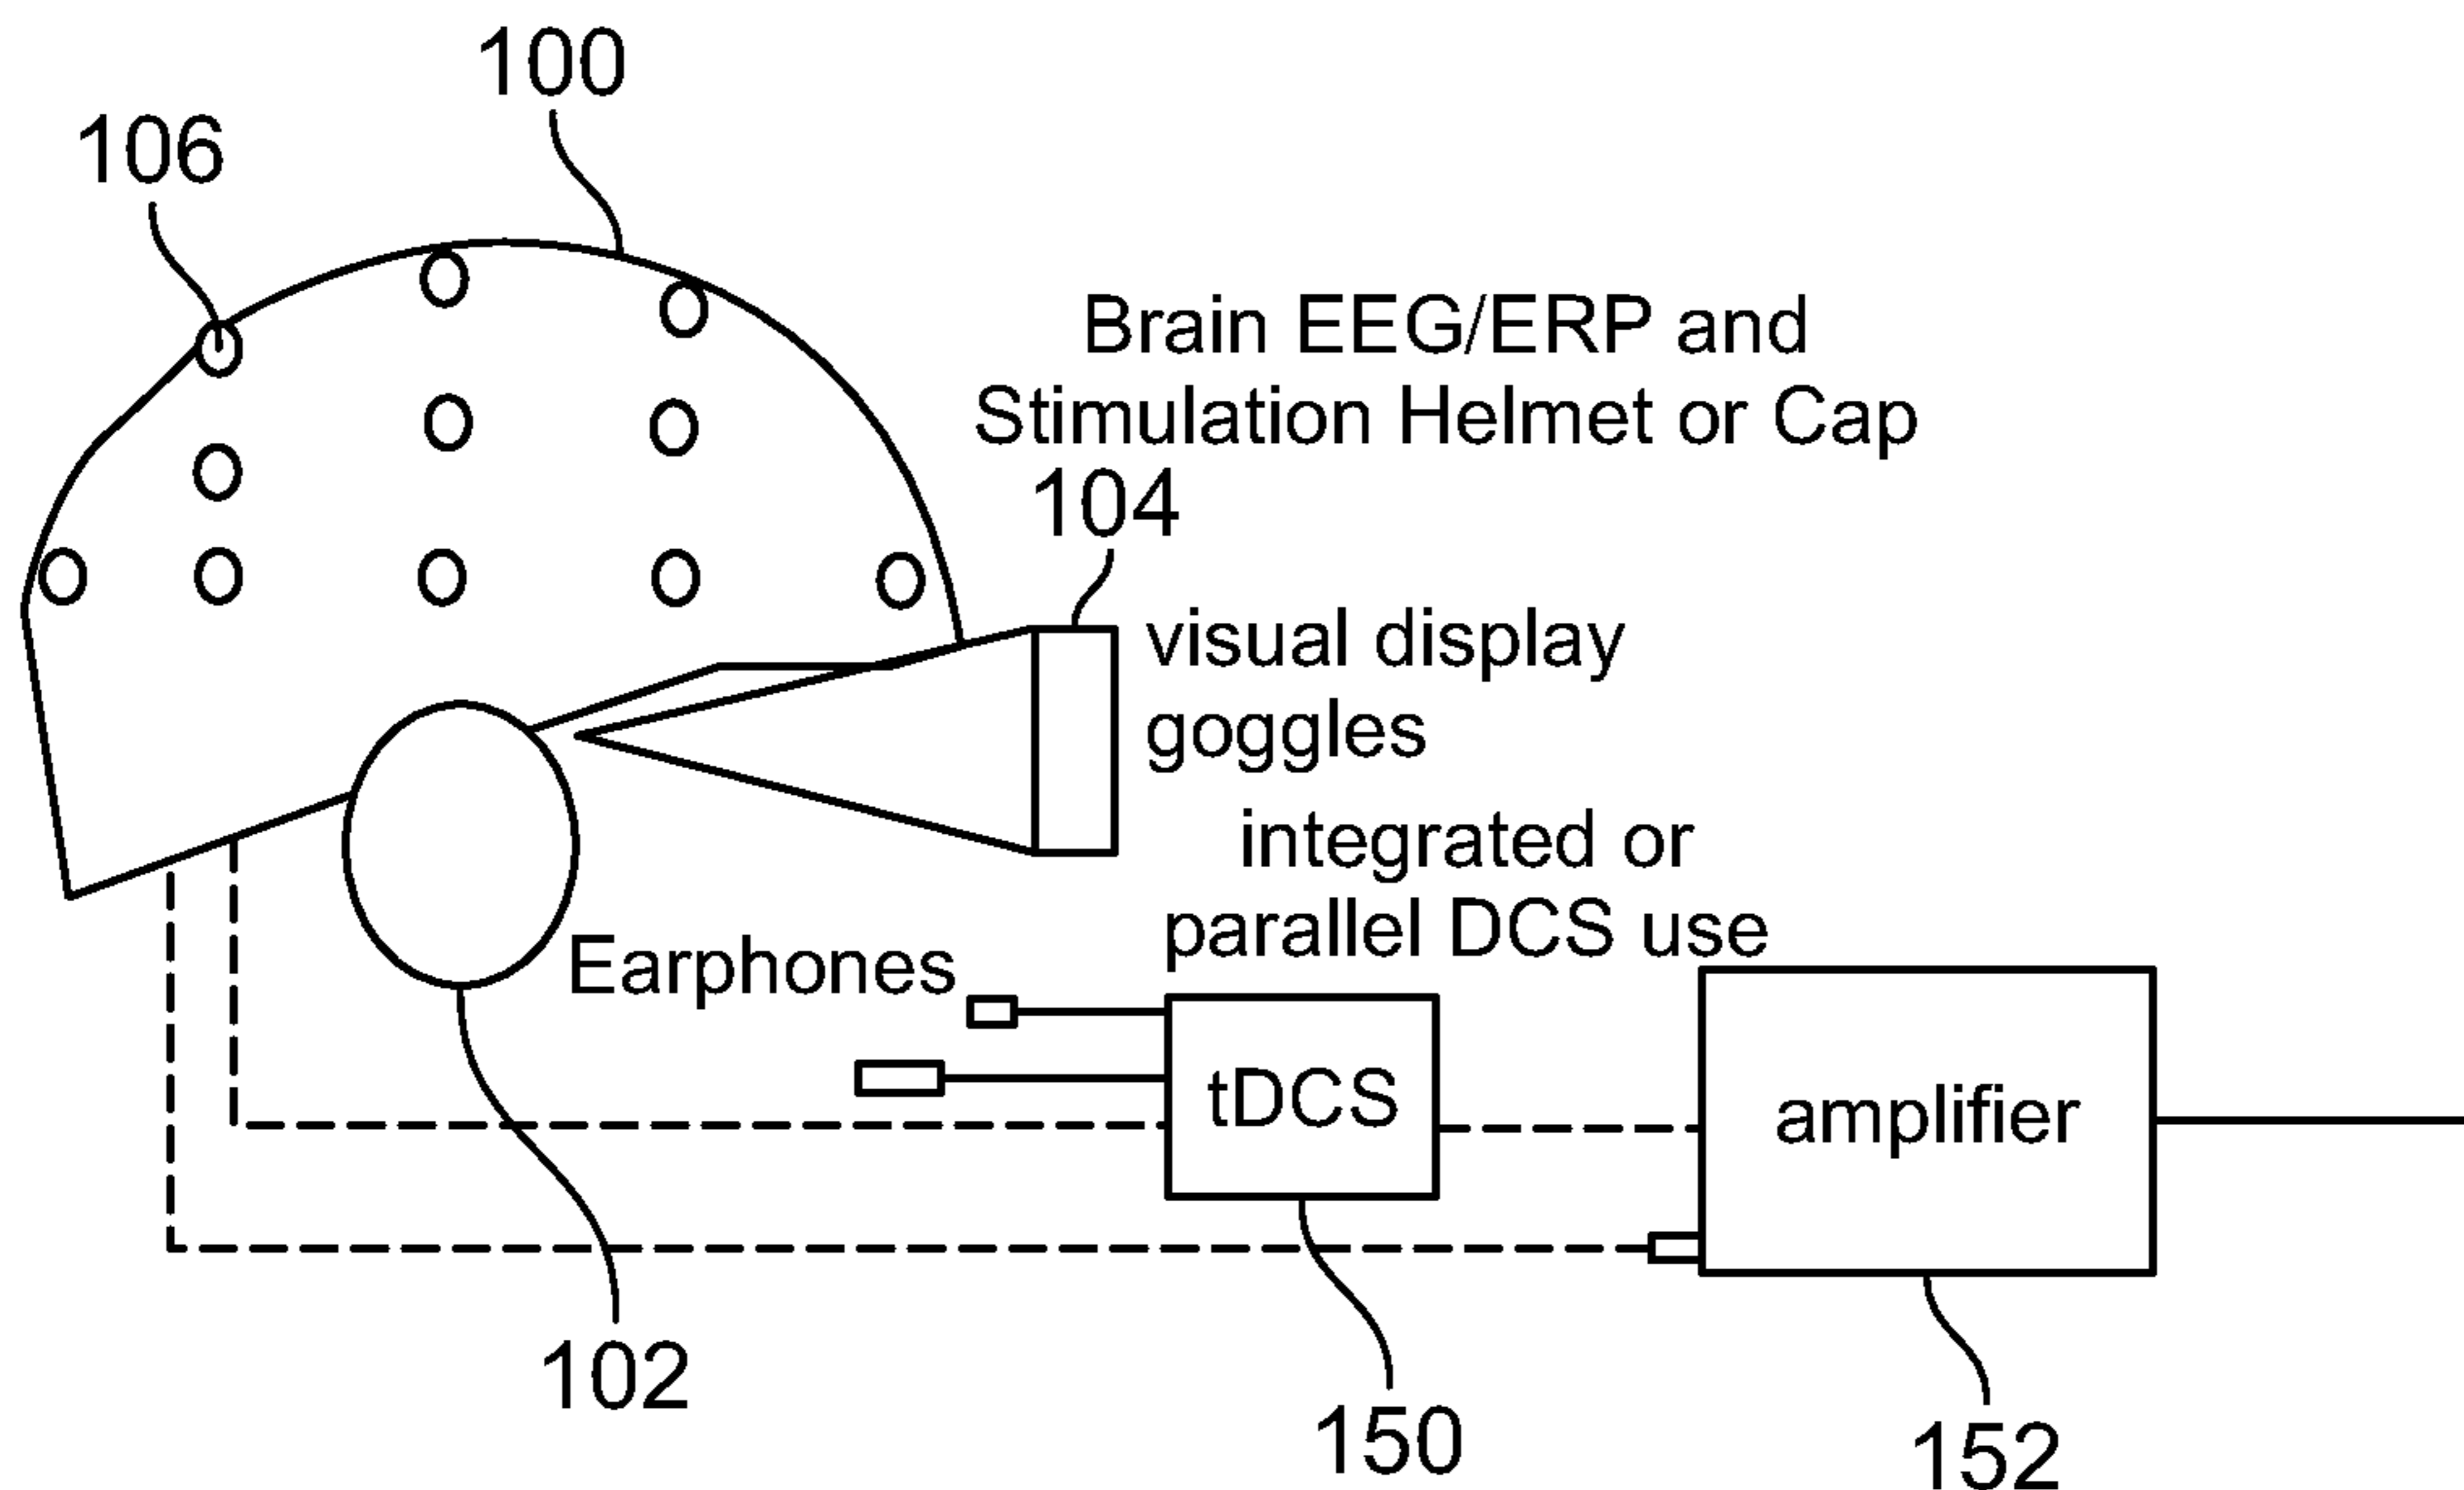 100
106
Brain EEG/ERP and
Stimulation Helmet or Cap
104
visual display
goggles
integrated or
parallel DCS use
Earphones
tDCS
amplifier
102
150
152